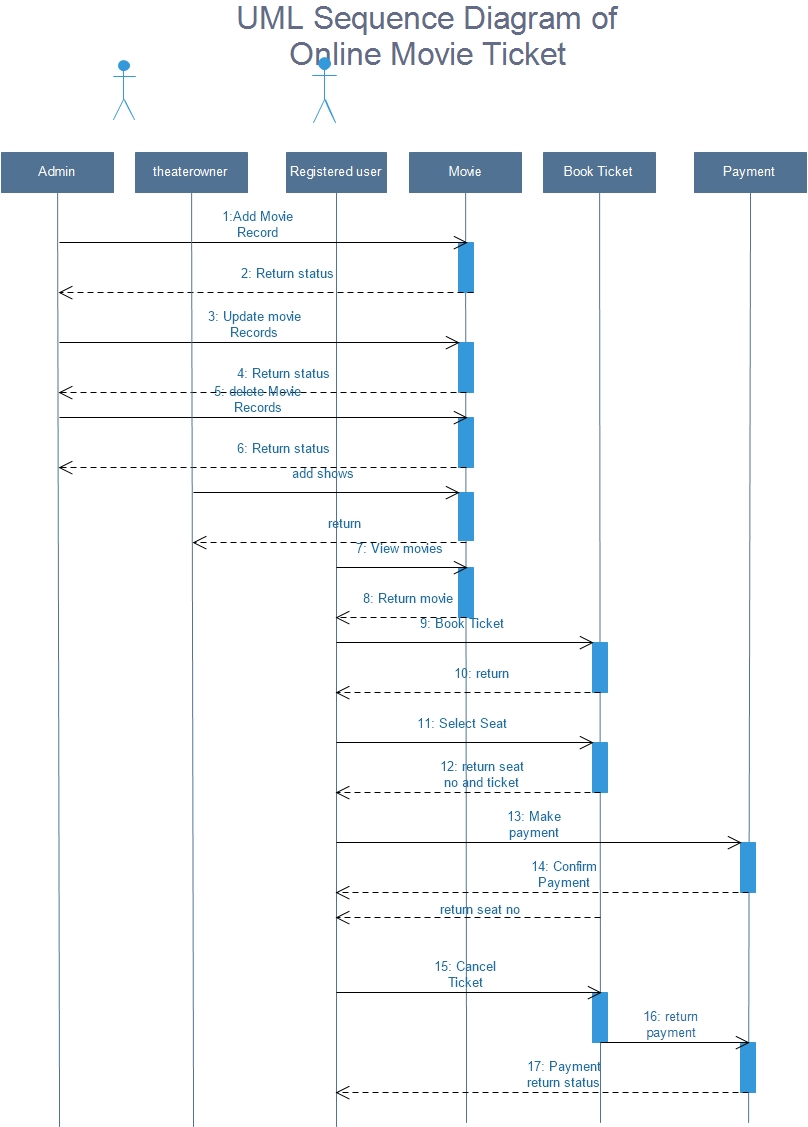 UML Sequence Diagram of
Online Movie Ticket
Admin
theaterowner
Registered user
Movie
Book Ticket
Payment
1:Add Movie
Record
2: Return status
3: Update movie
Records
4: Return status
5: delete Movie
Records
6: Return status
add shows
return
7: View movies
8: Return movie
9: Book Ticket
10: return
11: Select Seat
12: return seat
no and ticket
13: Make
payment
14: Confirm
Payment
return seat no
15: Cancel
Ticket
16: return
payment
17: Payment
return status